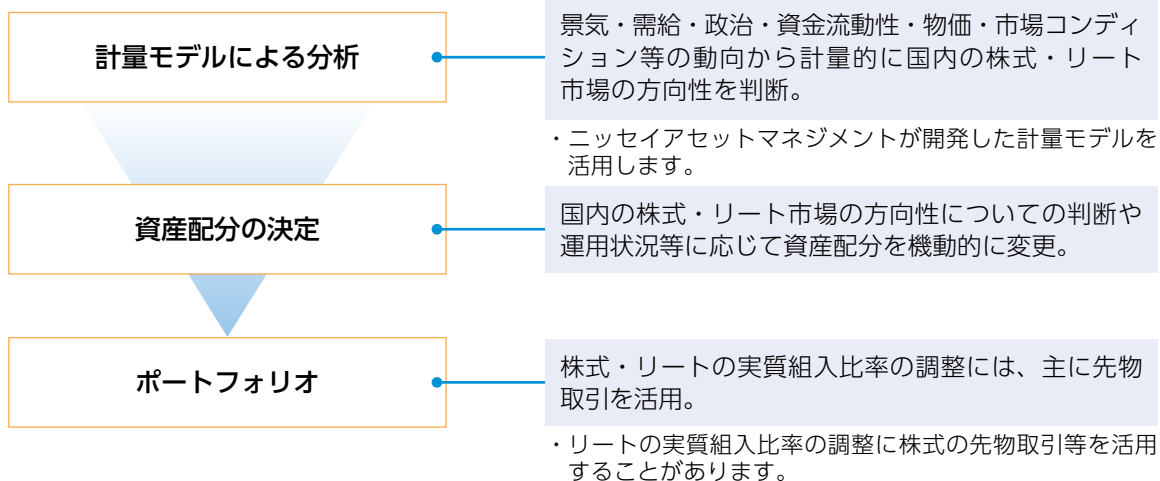 計量モデルによる分析
景気・需給・政治・資金流動性・物価・市場コンディ
ション等の動向から計量的に国内の株式・リート
市場の方向性を判断。
・ニッセイアセットマネジメントが開発した計量モデルを
活用します。
資産配分の決定
国内の株式・リート市場の方向性についての判断や
運用状況等に応じて資産配分を機動的に変更。
ポートフォリオ
株式・リートの実質組入比率の調整には、主に先物
取引を活用。
・リートの実質組入比率の調整に株式の先物取引等を活用
することがあります。